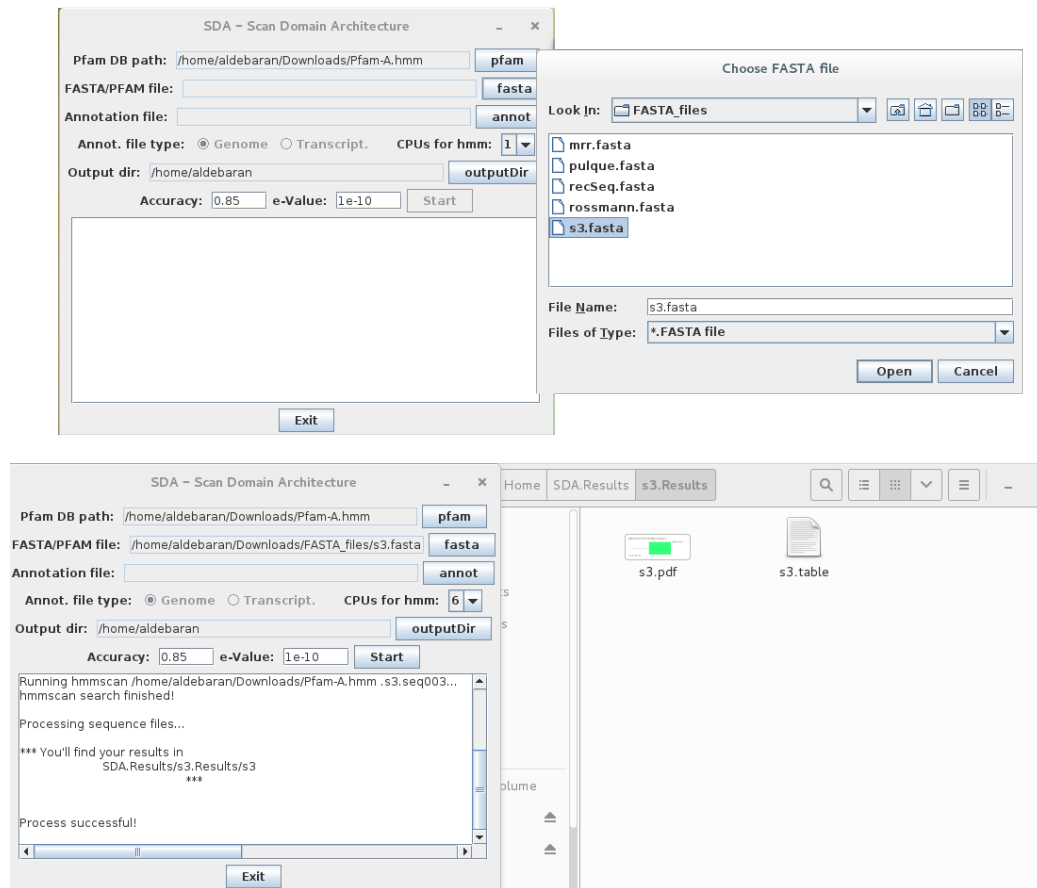 SDA – Scan Domain Architecture
Pfam DB path: /home/aldebaran/Downloads/Pfam-A.hmm pfam
FASTA/PFAM file: fasta
Annotation file: annot
Annot. file type: Genome Transcript. CPUs for hmm: 1
Output dir: /home/aldebaran outputDir
Accuracy: 0.85 e-Value: 1e-10 Start
Exit
Choose FASTA file
Look In: FASTA_files
mrr.fasta
pulque.fasta
recSeq.fasta
rossmann.fasta
s3.fasta
File Name: s3.fasta
Files of Type: *.FASTA file
Open Cancel
SDA – Scan Domain Architecture
Pfam DB path: /home/aldebaran/Downloads/Pfam-A.hmm pfam
FASTA/PFAM file: /home/aldebaran/Downloads/FASTA_files/s3.fasta fasta
Annotation file: annot
Annot. file type: Genome Transcript. CPUs for hmm: 6
Output dir: /home/aldebaran outputDir
Accuracy: 0.85 e-Value: 1e-10 Start
Running hmmscan /home/aldebaran/Downloads/Pfam-A.hmm .s3.seq003...
hmmscan search finished!
Processing sequence files...
*** You'll find your results in
SDA.Results/s3.Results/s3
***
Process successful!
Exit
Home SDA.Results s3.Results
s3.pdf s3.table